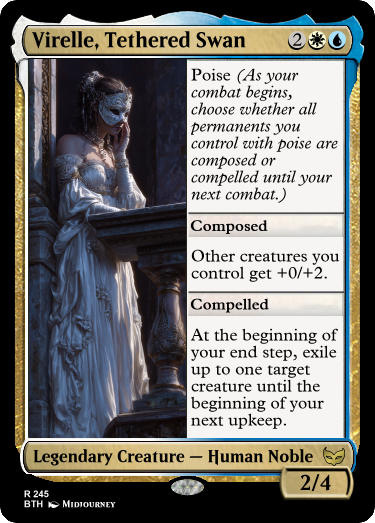 Virelle, Tethered Swan 2
Poise (As your
combat begins,
choose whether all
permanents you
control with poise are
composed or
compelled until your
next combat.)
Composed
Other creatures you
control get +0/+2.
Compelled
At the beginning of
your end step, exile
up to one target
creature until the
beginning of your
next upkeep.
Legendary Creature — Human Noble
2/4
R 245
BTH Midjourney